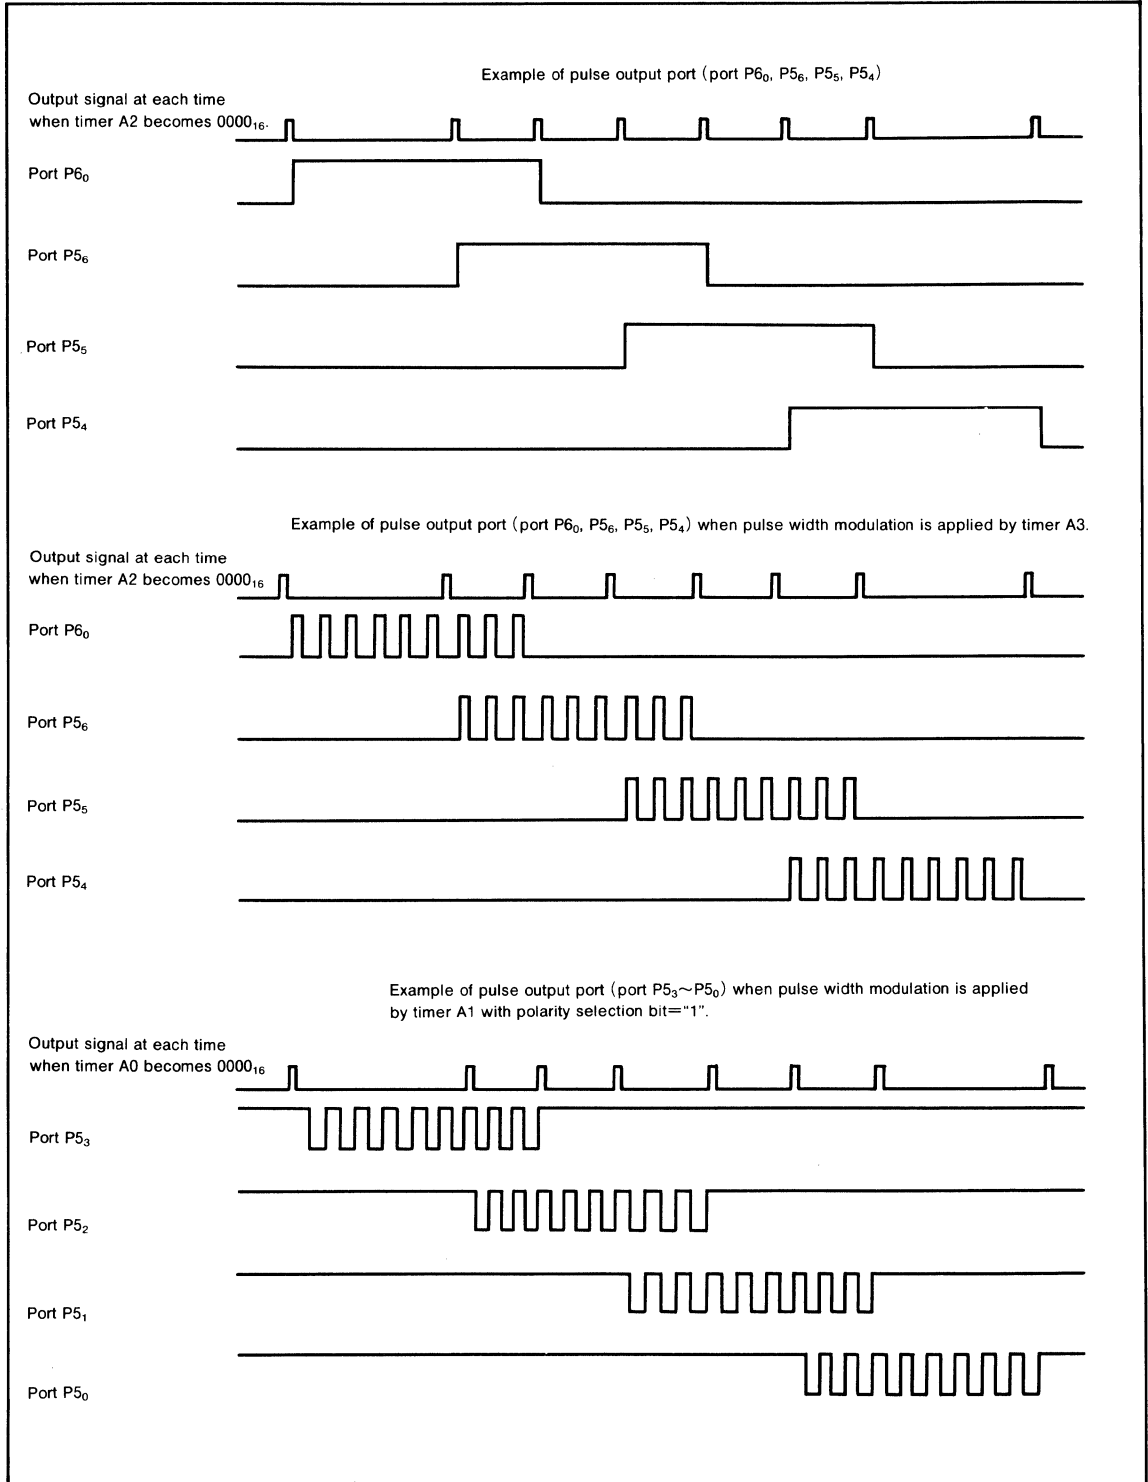 Example of pulse output port (port P6₀, P5₆, P5₅, P5₄)
Output signal at each time
when timer A2 becomes 0000₁₆.
Port P6₀
Port P5₆
Port P5₅
Port P5₄
Example of pulse output port (port P6₀, P5₆, P5₅, P5₄) when pulse width modulation is applied by timer A3.
Output signal at each time
when timer A2 becomes 0000₁₆
Port P6₀
Port P5₆
Port P5₅
Port P5₄
Example of pulse output port (port P5₃~P5₀) when pulse width modulation is applied
by timer A1 with polarity selection bit="1".
Output signal at each time
when timer A0 becomes 0000₁₆
Port P5₃
Port P5₂
Port P5₁
Port P5₀